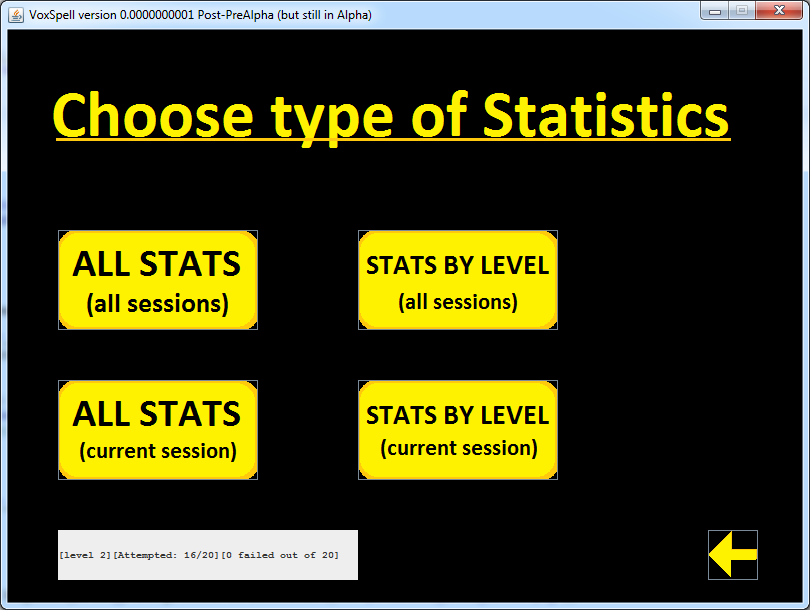 VoxSpell version 0.0000000001 Post-PreAlpha (but still in Alpha)
Choose type of Statistics
ALL STATS
(all sessions)
STATS BY LEVEL
(all sessions)
ALL STATS
(current session)
STATS BY LEVEL
(current session)
[level 2][Attempted: 16/20][0 failed out of 20]